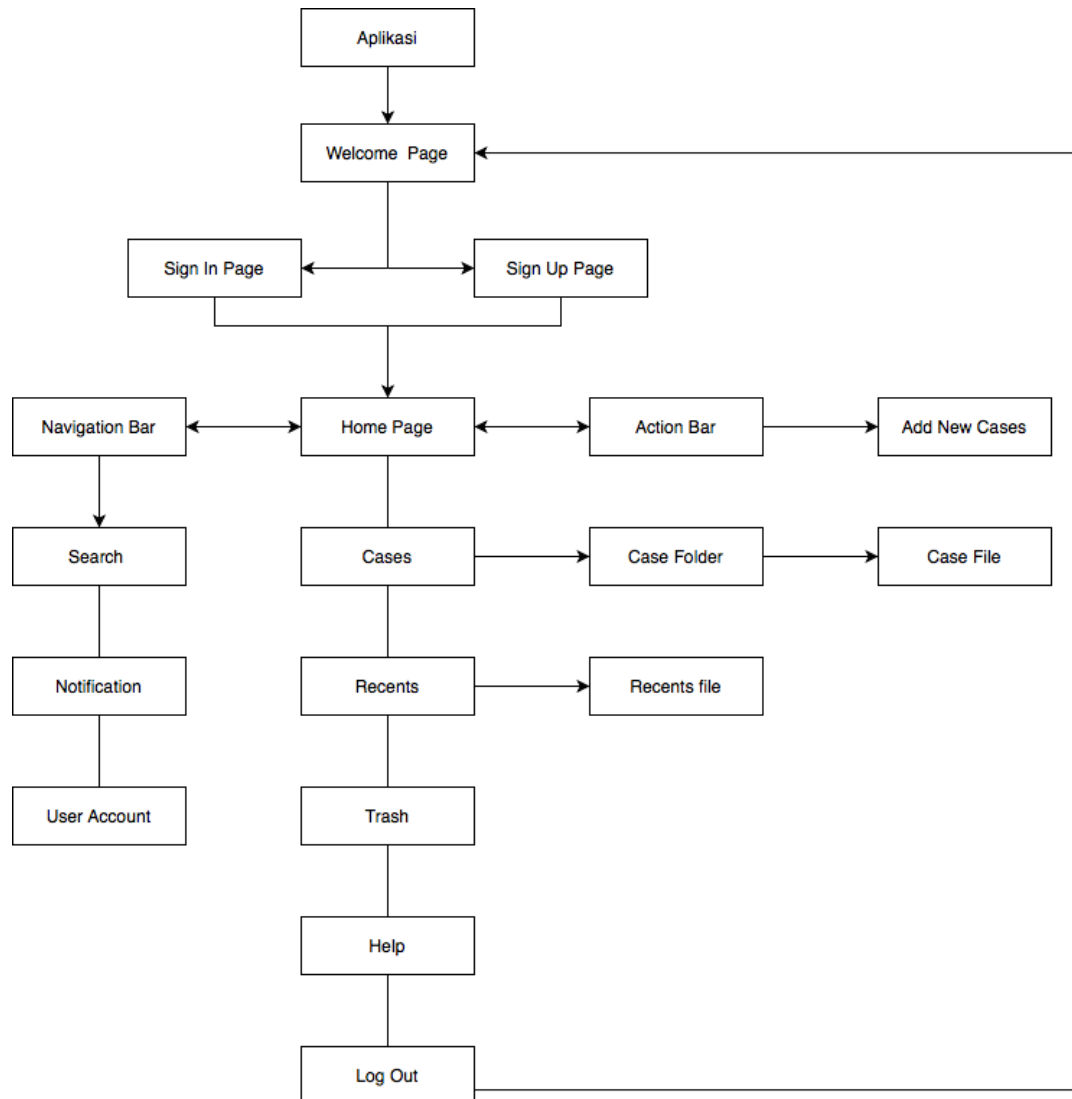 Aplikasi
Welcome  Page
Sign In Page
Sign Up Page
Navigation Bar
Home Page
Action Bar
Add New Cases
Search
Cases
Case Folder
Case File
Notification
Recents
Recents file
User Account
Trash
Help
Log Out